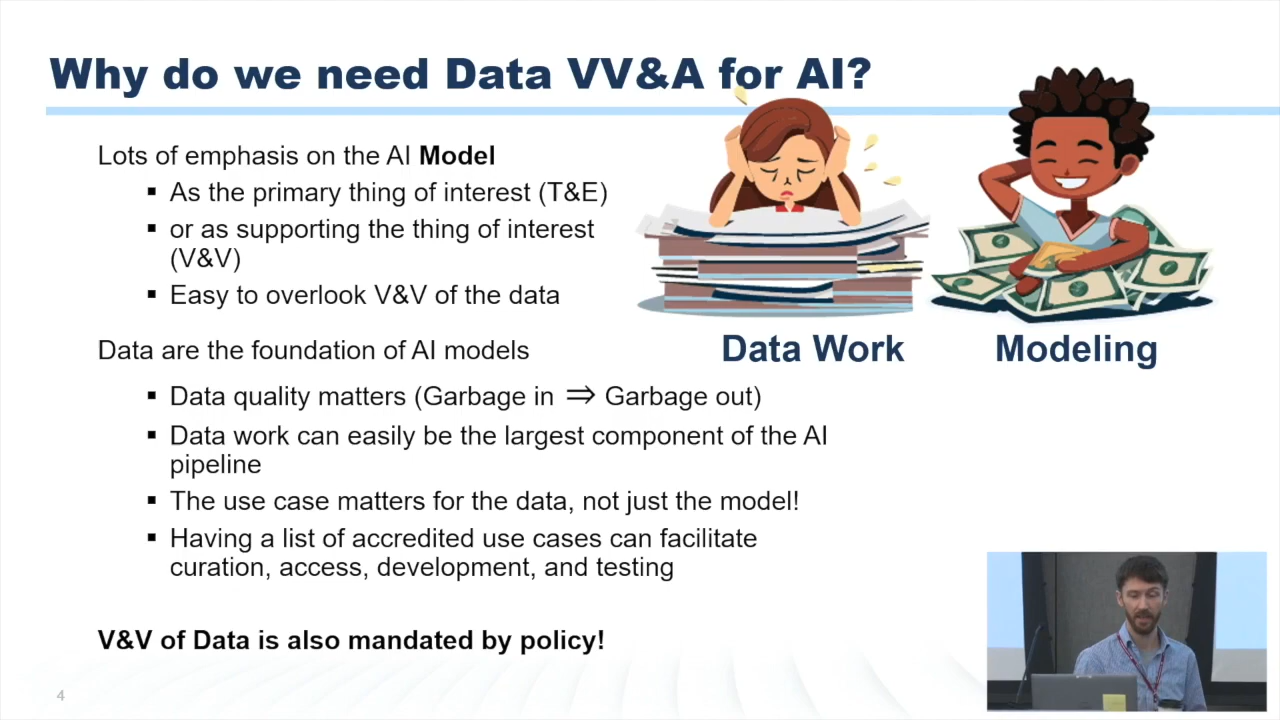 Why do we need Data VV&A for AI?
Lots of emphasis on the AI Model
▪ As the primary thing of interest (T&E)
▪ or as supporting the thing of interest
(V&V)
▪ Easy to overlook V&V of the data
Data Work
Modeling
Data are the foundation of AI models
▪ Data quality matters (Garbage in ⇒ Garbage out)
▪ Data work can easily be the largest component of the AI
pipeline
▪ The use case matters for the data, not just the model!
▪ Having a list of accredited use cases can facilitate
curation, access, development, and testing
V&V of Data is also mandated by policy!
4